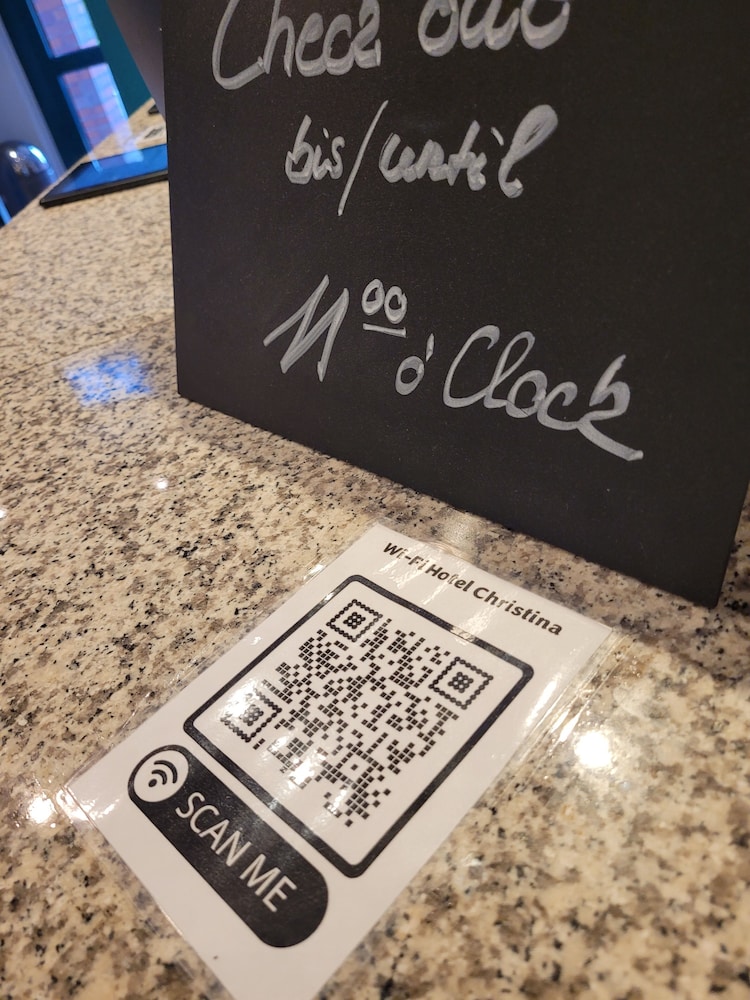 Check out
bis/until
11⁰⁰ o'Clock
Wi-Fi Hotel Christina
SCAN ME